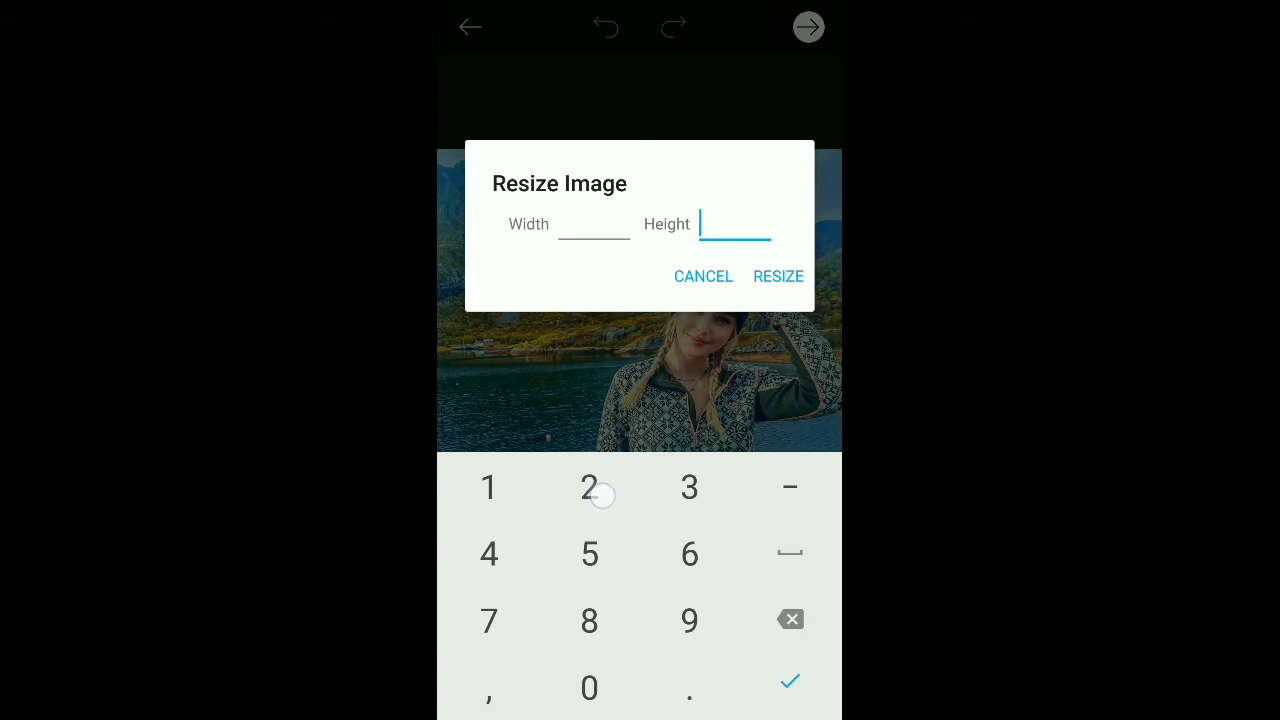 Resize Image
Width Height
CANCEL RESIZE
1 2 3 –
4 5 6
7 8 9
, 0 .